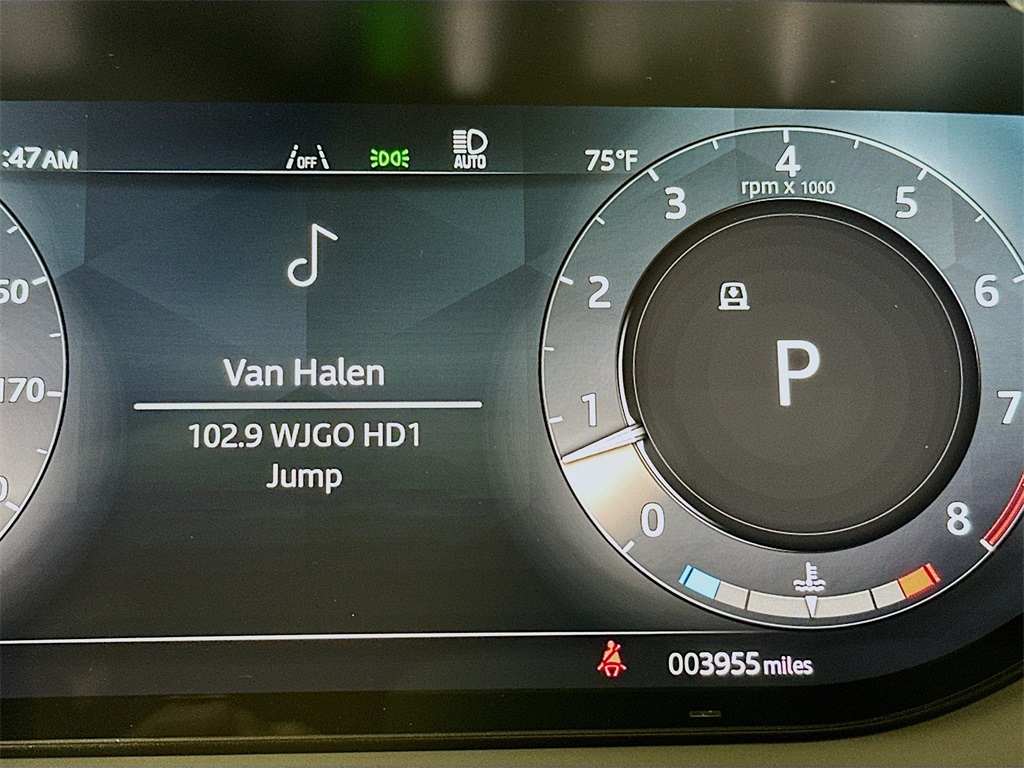 :47AM
OFF
AUTO
75°F
4
rpm x 1000
3
5
2
6
50
Van Halen
170
1
7
102.9 WJGO HD1
Jump
P
0
0
8
003955 miles